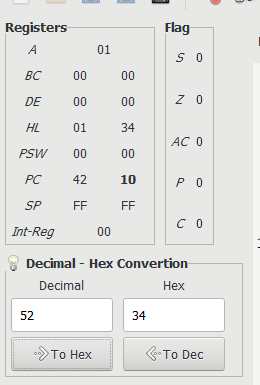 Registers Flag
A 01
BC 00 00
DE 00 00
HL 01 34
PSW 00 00
PC 42 10
SP FF FF
Int-Reg 00
S 0
Z 0
AC 0
P 0
C 0
Decimal - Hex Convertion
Decimal Hex
52 34
To Hex To Dec